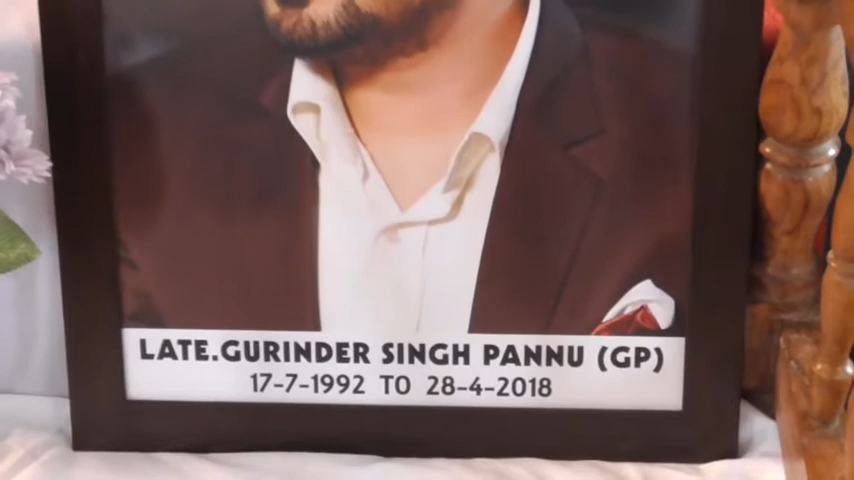 LATE.GURINDER SINGH PANNU (GP)
17-7-1992 TO 28-4-2018